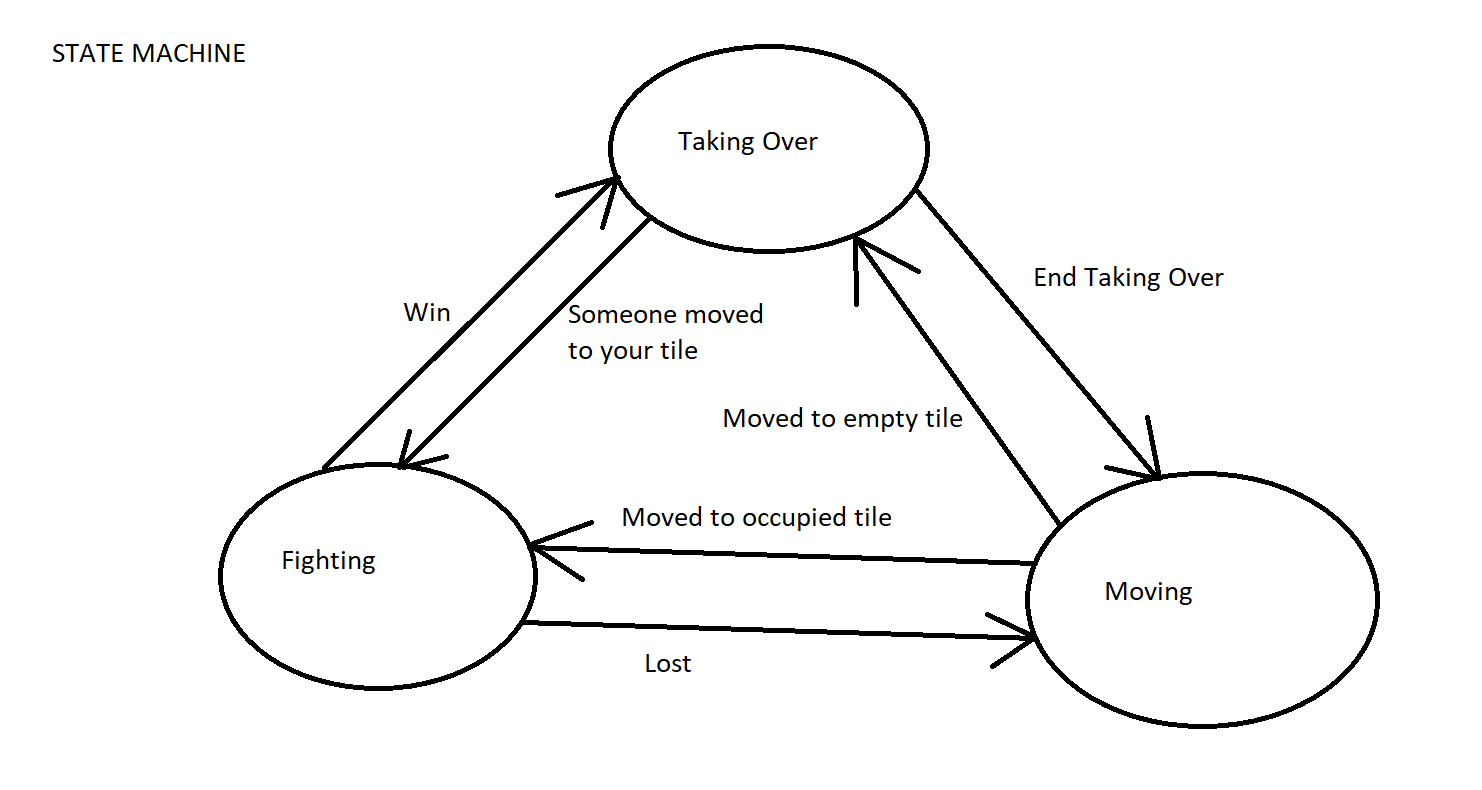 STATE MACHINE
Taking Over
End Taking Over
Win
Someone moved
to your tile
Moved to empty tile
Moved to occupied tile
Fighting
Moving
Lost